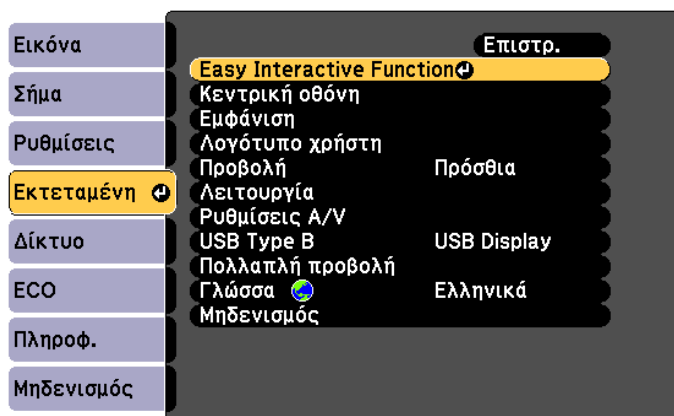 Εικόνα
Σήμα
Ρυθμίσεις
Εκτεταμένη
Δίκτυο
ECO
Πληροφ.
Μηδενισμός
Επιστρ.
Easy Interactive Function
Κεντρική οθόνη
Εμφάνιση
Λογότυπο χρήστη
Προβολή Πρόσθια
Λειτουργία
Ρυθμίσεις A/V
USB Type B USB Display
Πολλαπλή προβολή
Γλώσσα Ελληνικά
Μηδενισμός